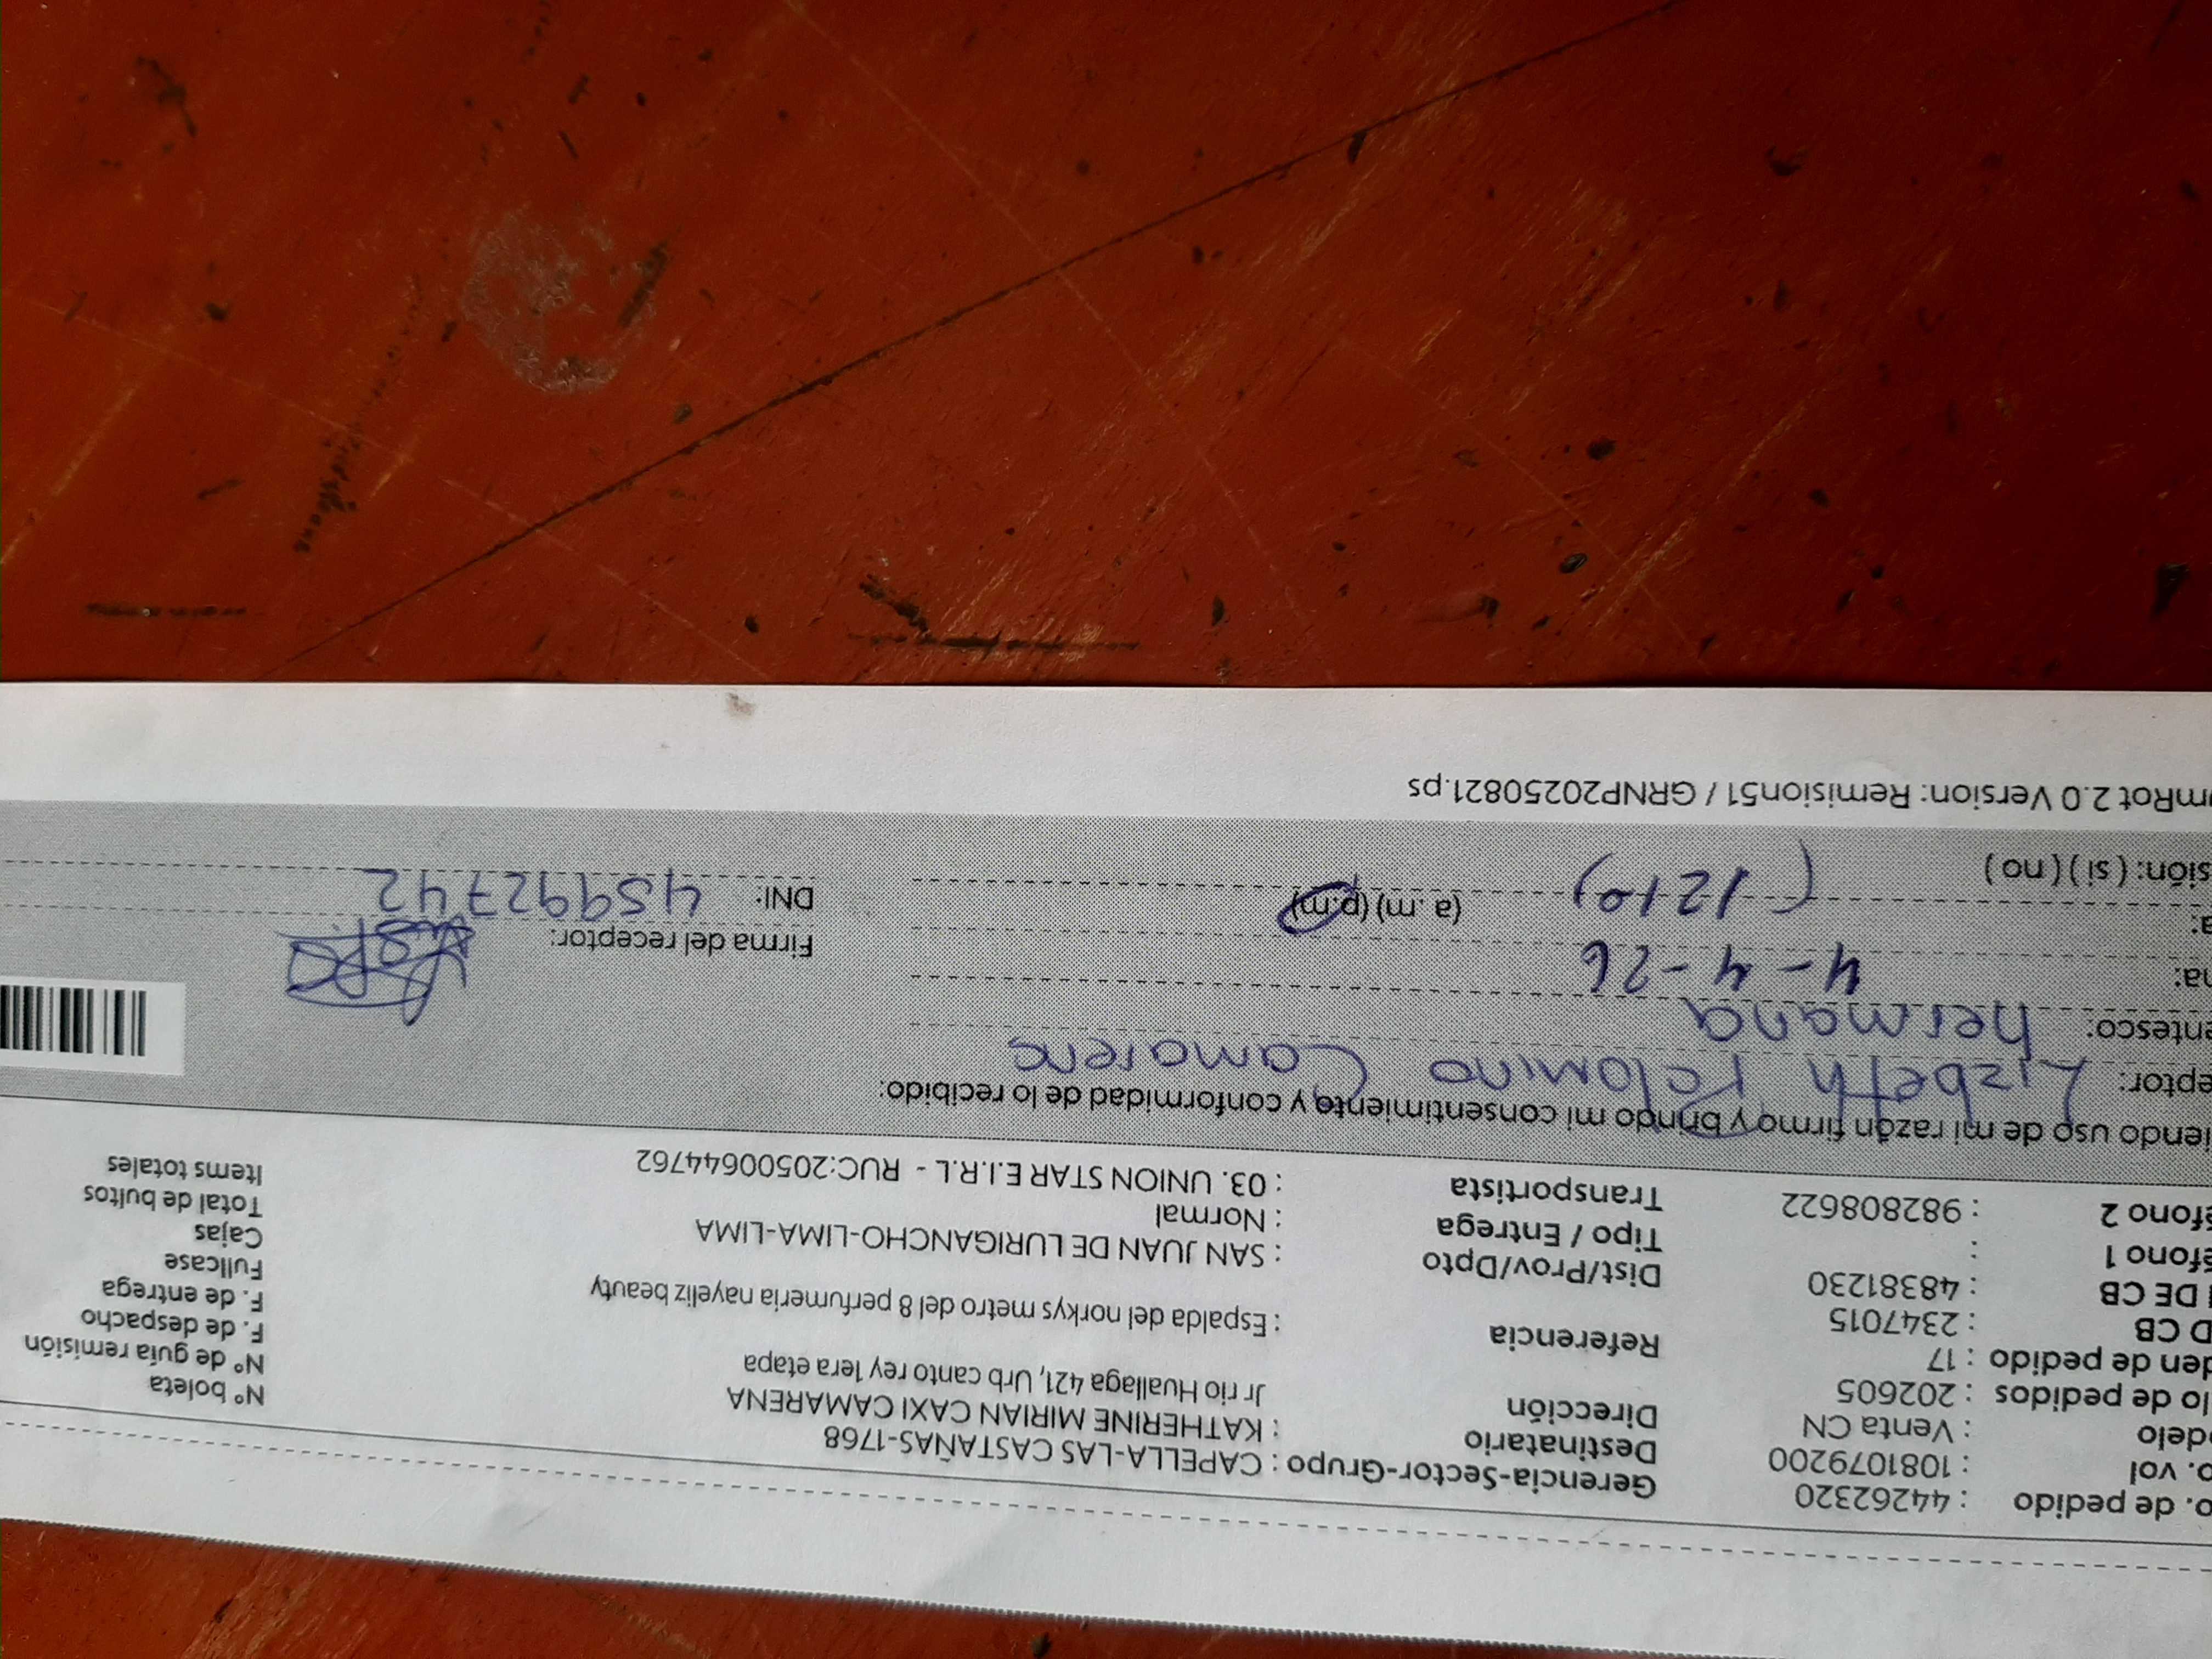 o. de pedido : 44262320 Gerencia-Sector-Grupo : CAPELLA-LAS CASTAÑAS-1768
o. vol : 1081079200 Destinatario : KATHERINE MIRIAN CAXI CAMARENA Nº boleta
delo : Venta CN Dirección Jr rio Huallaga 421, Urb canto rey 1era etapa Nº de guía remisión
lo de pedidos : 202605 F. de despacho
den de pedido : 17 Referencia : Espalda del norkys metro del 8 perfumeria nayeliz beauty F. de entrega
D CB : 2347015 Fullcase
I DE CB : 48381230 Dist/Prov/Dpto : SAN JUAN DE LURIGANCHO-LIMA-LIMA Cajas
éfono 1 : Tipo / Entrega : Normal Total de bultos
éfono 2 : 982808622 Transportista : 03. UNION STAR E.I.R.L - RUC:20500644762 Items totales
iendo uso de mi razón firmo y brindo mi consentimiento y conformidad de lo recibido:
eptor: Lizbeth Palomino Camarena
entesco: hermana
na: 4-4-26 Firma del receptor:
a: (1210) (a. m) (p.m) DNI: 45992742
sión: ( si ) ( no )
mRot 2.0 Version: Remision51 / GRNP20250821.ps